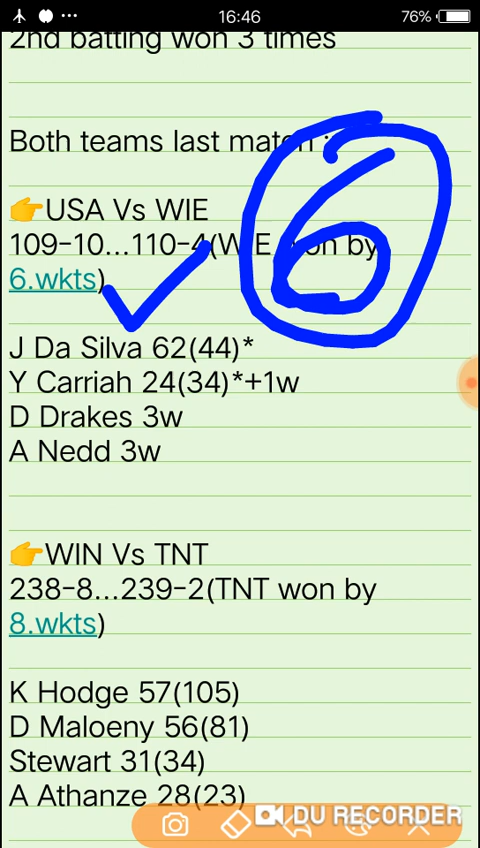 16:46
76%
2nd batting won 3 times
Both teams last match :
👉USA Vs WIE
109-10...110-4(WIE won by
6.wkts)
6
J Da Silva 62(44)*
Y Carriah 24(34)*+1w
D Drakes 3w
A Nedd 3w
👉WIN Vs TNT
238-8...239-2(TNT won by
8.wkts)
K Hodge 57(105)
D Maloeny 56(81)
Stewart 31(34)
A Athanze 28(23)
DU RECORDER